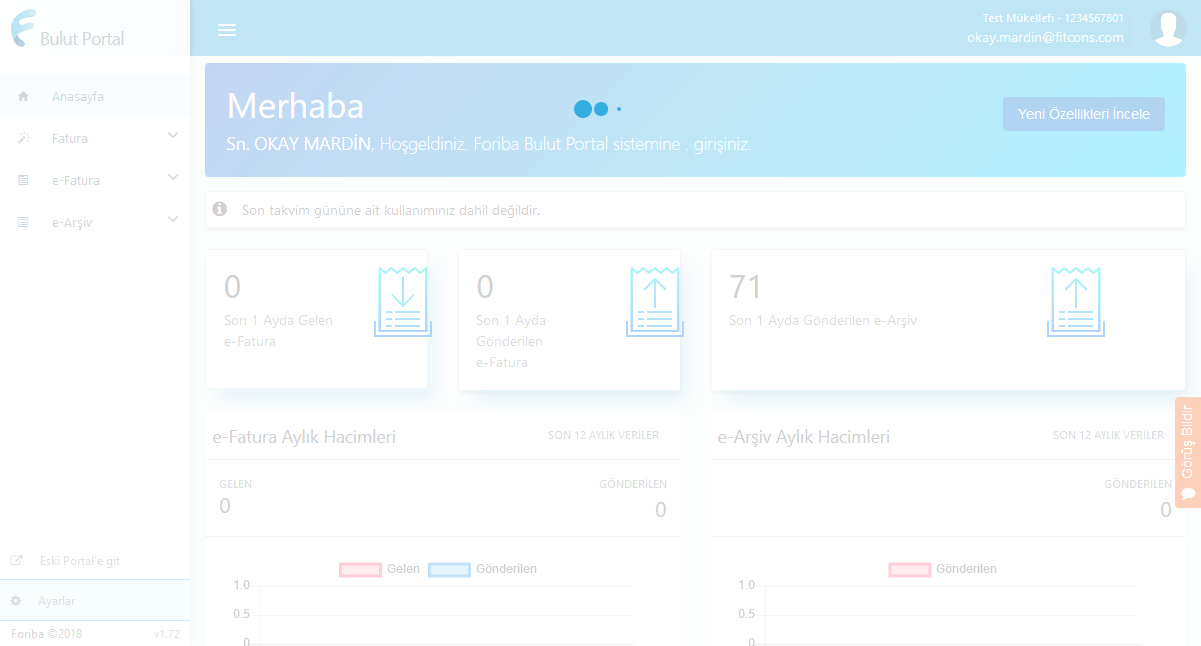 Bulut Portal
Test Mükellefi - 1234567801
okay.mardin@fitcons.com
Anasayfa
Fatura
e-Fatura
e-Arşiv
Merhaba
Sn. OKAY MARDİN, Hoşgeldiniz. Foriba Bulut Portal sistemine . girişiniz.
Yeni Özellikleri İncele
Son takvim gününe ait kullanımınız dahil değildir.
0
Son 1 Ayda Gelen
e-Fatura
0
Son 1 Ayda
Gönderilen
e-Fatura
71
Son 1 Ayda Gönderilen e-Arşiv
e-Fatura Aylık Hacimleri
SON 12 AYLIK VERİLER
GELEN
0
GÖNDERİLEN
0
Gelen
Gönderilen
1.0
0.5
0
e-Arşiv Aylık Hacimleri
SON 12 AYLIK VERİLER
GÖNDERİLEN
0
Gönderilen
1.0
0.5
0
Görüş Bildir
Eski Portal'e git
Ayarlar
Foriba ©2018
v1.72